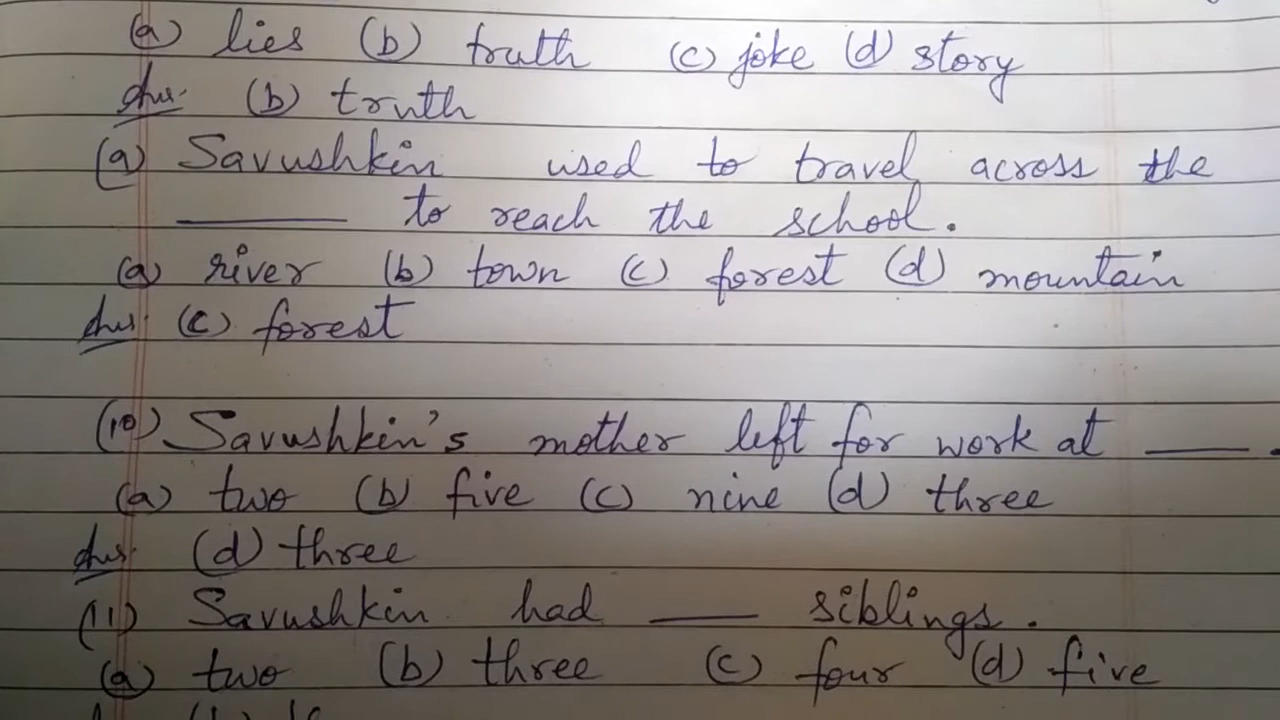 (a) lies (b) truth (c) joke (d) story
Ans. (b) truth
(a) Savushkin used to travel across the
______ to reach the school.
(a) river (b) town (c) forest (d) mountain
Ans. (c) forest
(10) Savushkin's mother left for work at ____.
(a) two (b) five (c) nine (d) three
Ans. (d) three
(11) Savushkin had ____ siblings.
(a) two (b) three (c) four (d) five